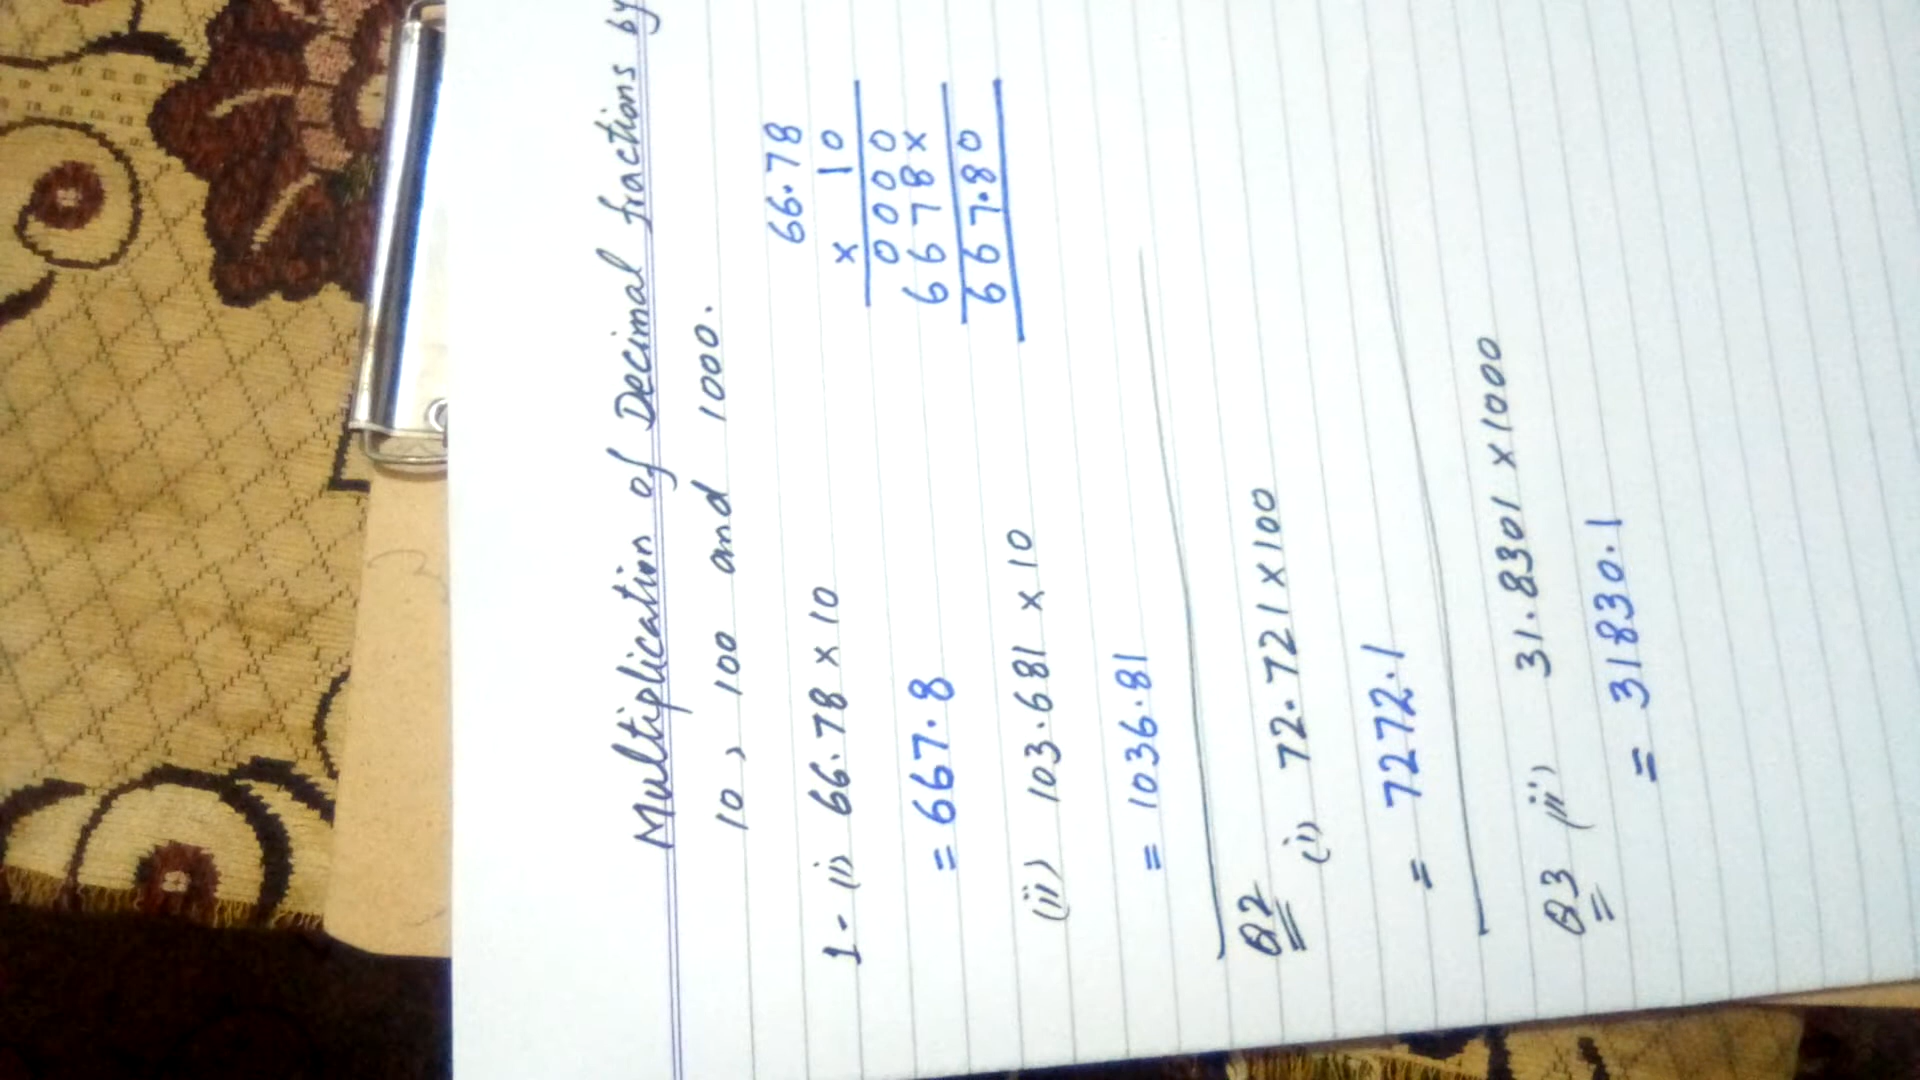 Multiplication of Decimal fractions by
10, 100 and 1000.
1- (i) 66.78 x 10
= 667.8
66.78
x 10
0000
6678x
667.80
(ii) 103.681 x 10
= 1036.81
Q2
(i) 72.721 x 100
= 7272.1
Q3 (ii) 31.8301 x 1000
= 31830.1